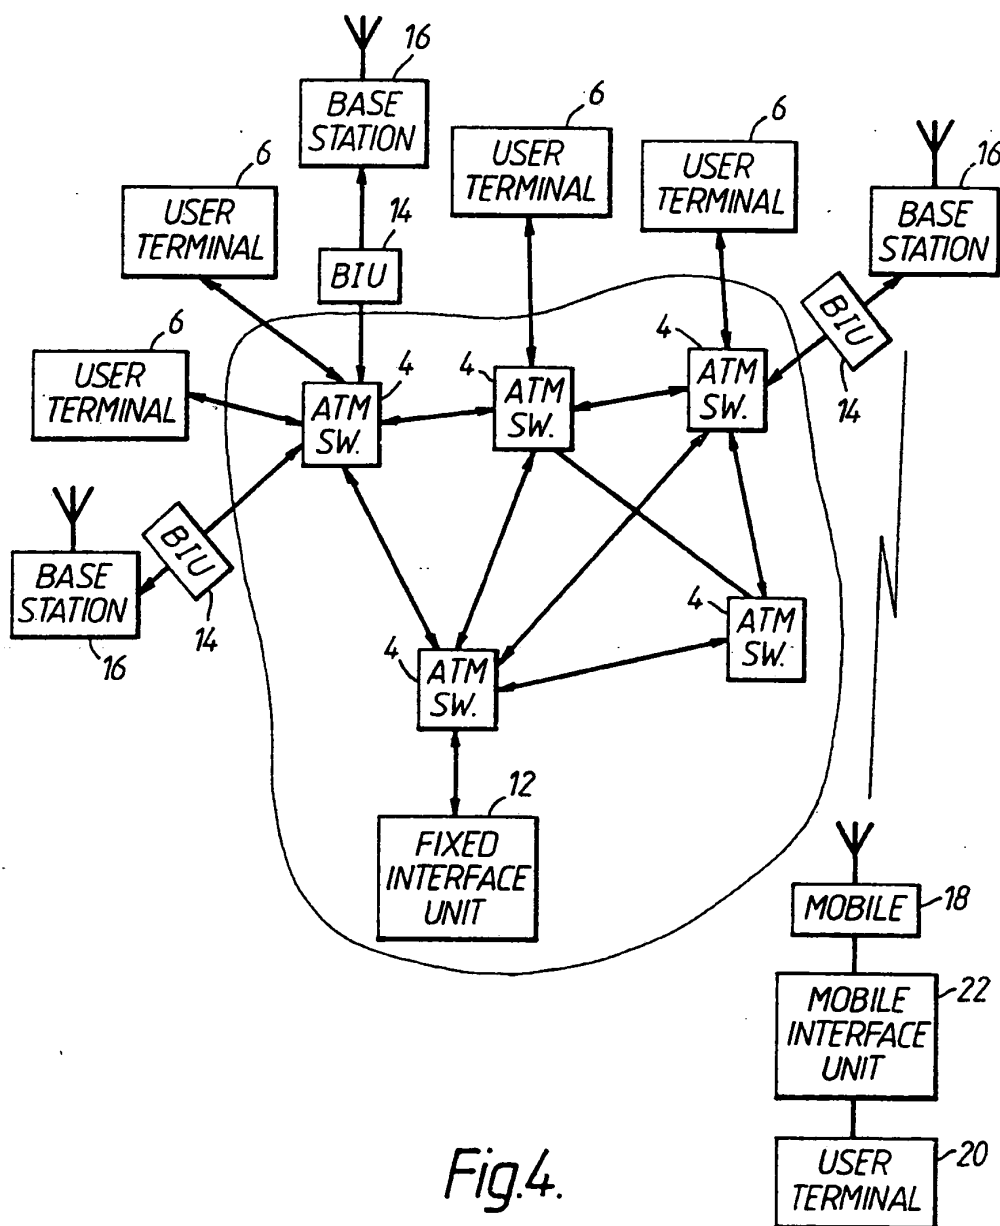 16
BASE
STATION
6
USER
TERMINAL
6
USER
TERMINAL
16
BASE
STATION
6
USER
TERMINAL
14
BIU
BIU
14
6
USER
TERMINAL
4
ATM
SW.
4
ATM
SW.
4
ATM
SW.
BIU
14
BASE
STATION
16
4
ATM
SW.
4
ATM
SW.
12
FIXED
INTERFACE
UNIT
MOBILE
18
MOBILE
INTERFACE
UNIT
22
USER
TERMINAL
20
Fig.4.